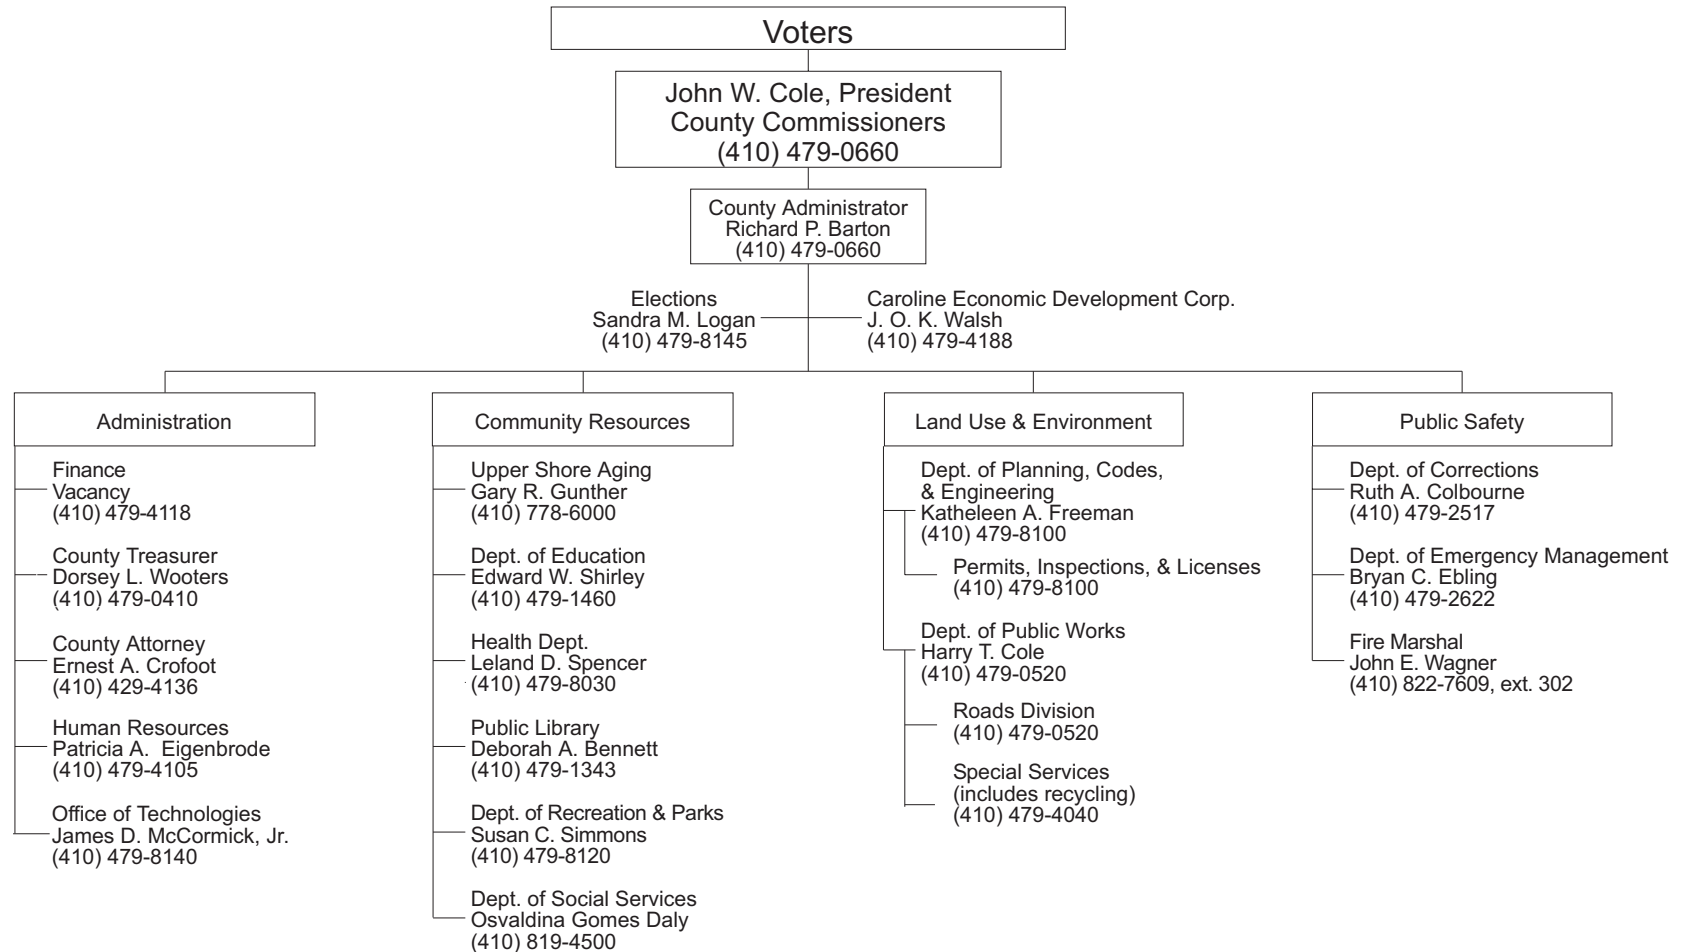 Voters
John W. Cole, President
County Commissioners
(410) 479-0660
County Administrator
Richard P. Barton
(410) 479-0660
Elections
Sandra M. Logan
(410) 479-8145
Caroline Economic Development Corp.
J. O. K. Walsh
(410) 479-4188
Administration
Finance
Vacancy
(410) 479-4118
County Treasurer
Dorsey L. Wooters
(410) 479-0410
County Attorney
Ernest A. Crofoot
(410) 429-4136
Human Resources
Patricia A. Eigenbrode
(410) 479-4105
Office of Technologies
James D. McCormick, Jr.
(410) 479-8140
Community Resources
Upper Shore Aging
Gary R. Gunther
(410) 778-6000
Dept. of Education
Edward W. Shirley
(410) 479-1460
Health Dept.
Leland D. Spencer
(410) 479-8030
Public Library
Deborah A. Bennett
(410) 479-1343
Dept. of Recreation & Parks
Susan C. Simmons
(410) 479-8120
Dept. of Social Services
Osvaldina Gomes Daly
(410) 819-4500
Land Use & Environment
Dept. of Planning, Codes,
& Engineering
Katheleen A. Freeman
(410) 479-8100
Permits, Inspections, & Licenses
(410) 479-8100
Dept. of Public Works
Harry T. Cole
(410) 479-0520
Roads Division
(410) 479-0520
Special Services
(includes recycling)
(410) 479-4040
Public Safety
Dept. of Corrections
Ruth A. Colbourne
(410) 479-2517
Dept. of Emergency Management
Bryan C. Ebling
(410) 479-2622
Fire Marshal
John E. Wagner
(410) 822-7609, ext. 302